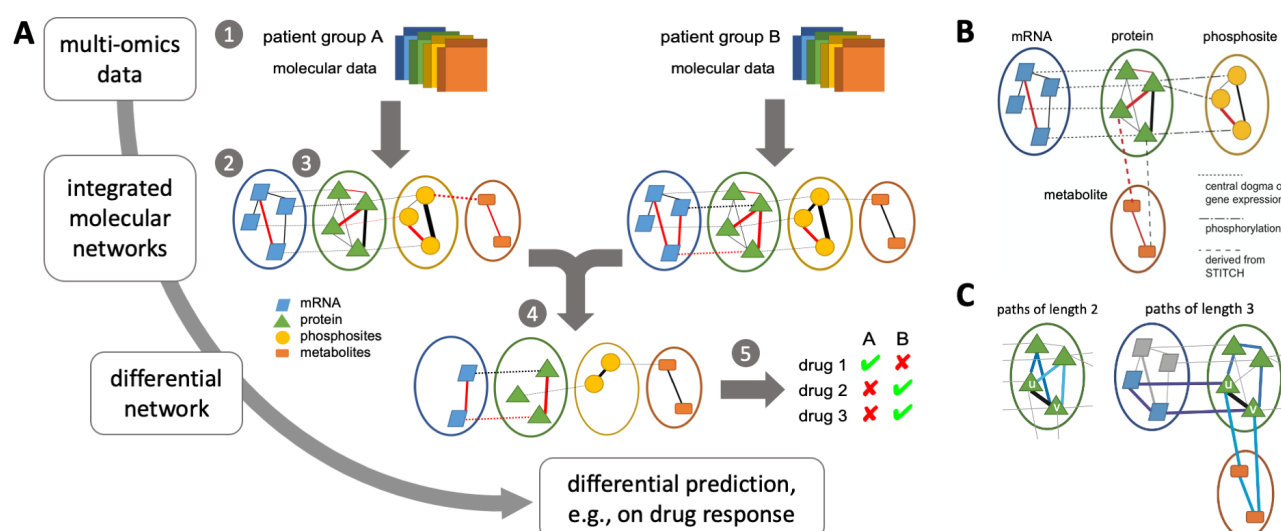 A
multi-omics
data
1
patient group A
molecular data
patient group B
molecular data
integrated
molecular
networks
2
3
mRNA
protein
phosphosites
metabolites
4
differential
network
5
A B
drug 1
drug 2
drug 3
differential prediction,
e.g., on drug response
B
mRNA
protein
phosphosite
metabolite
central dogma of
gene expression
phosphorylation
derived from
STITCH
C
paths of length 2
paths of length 3
u
v
u
v